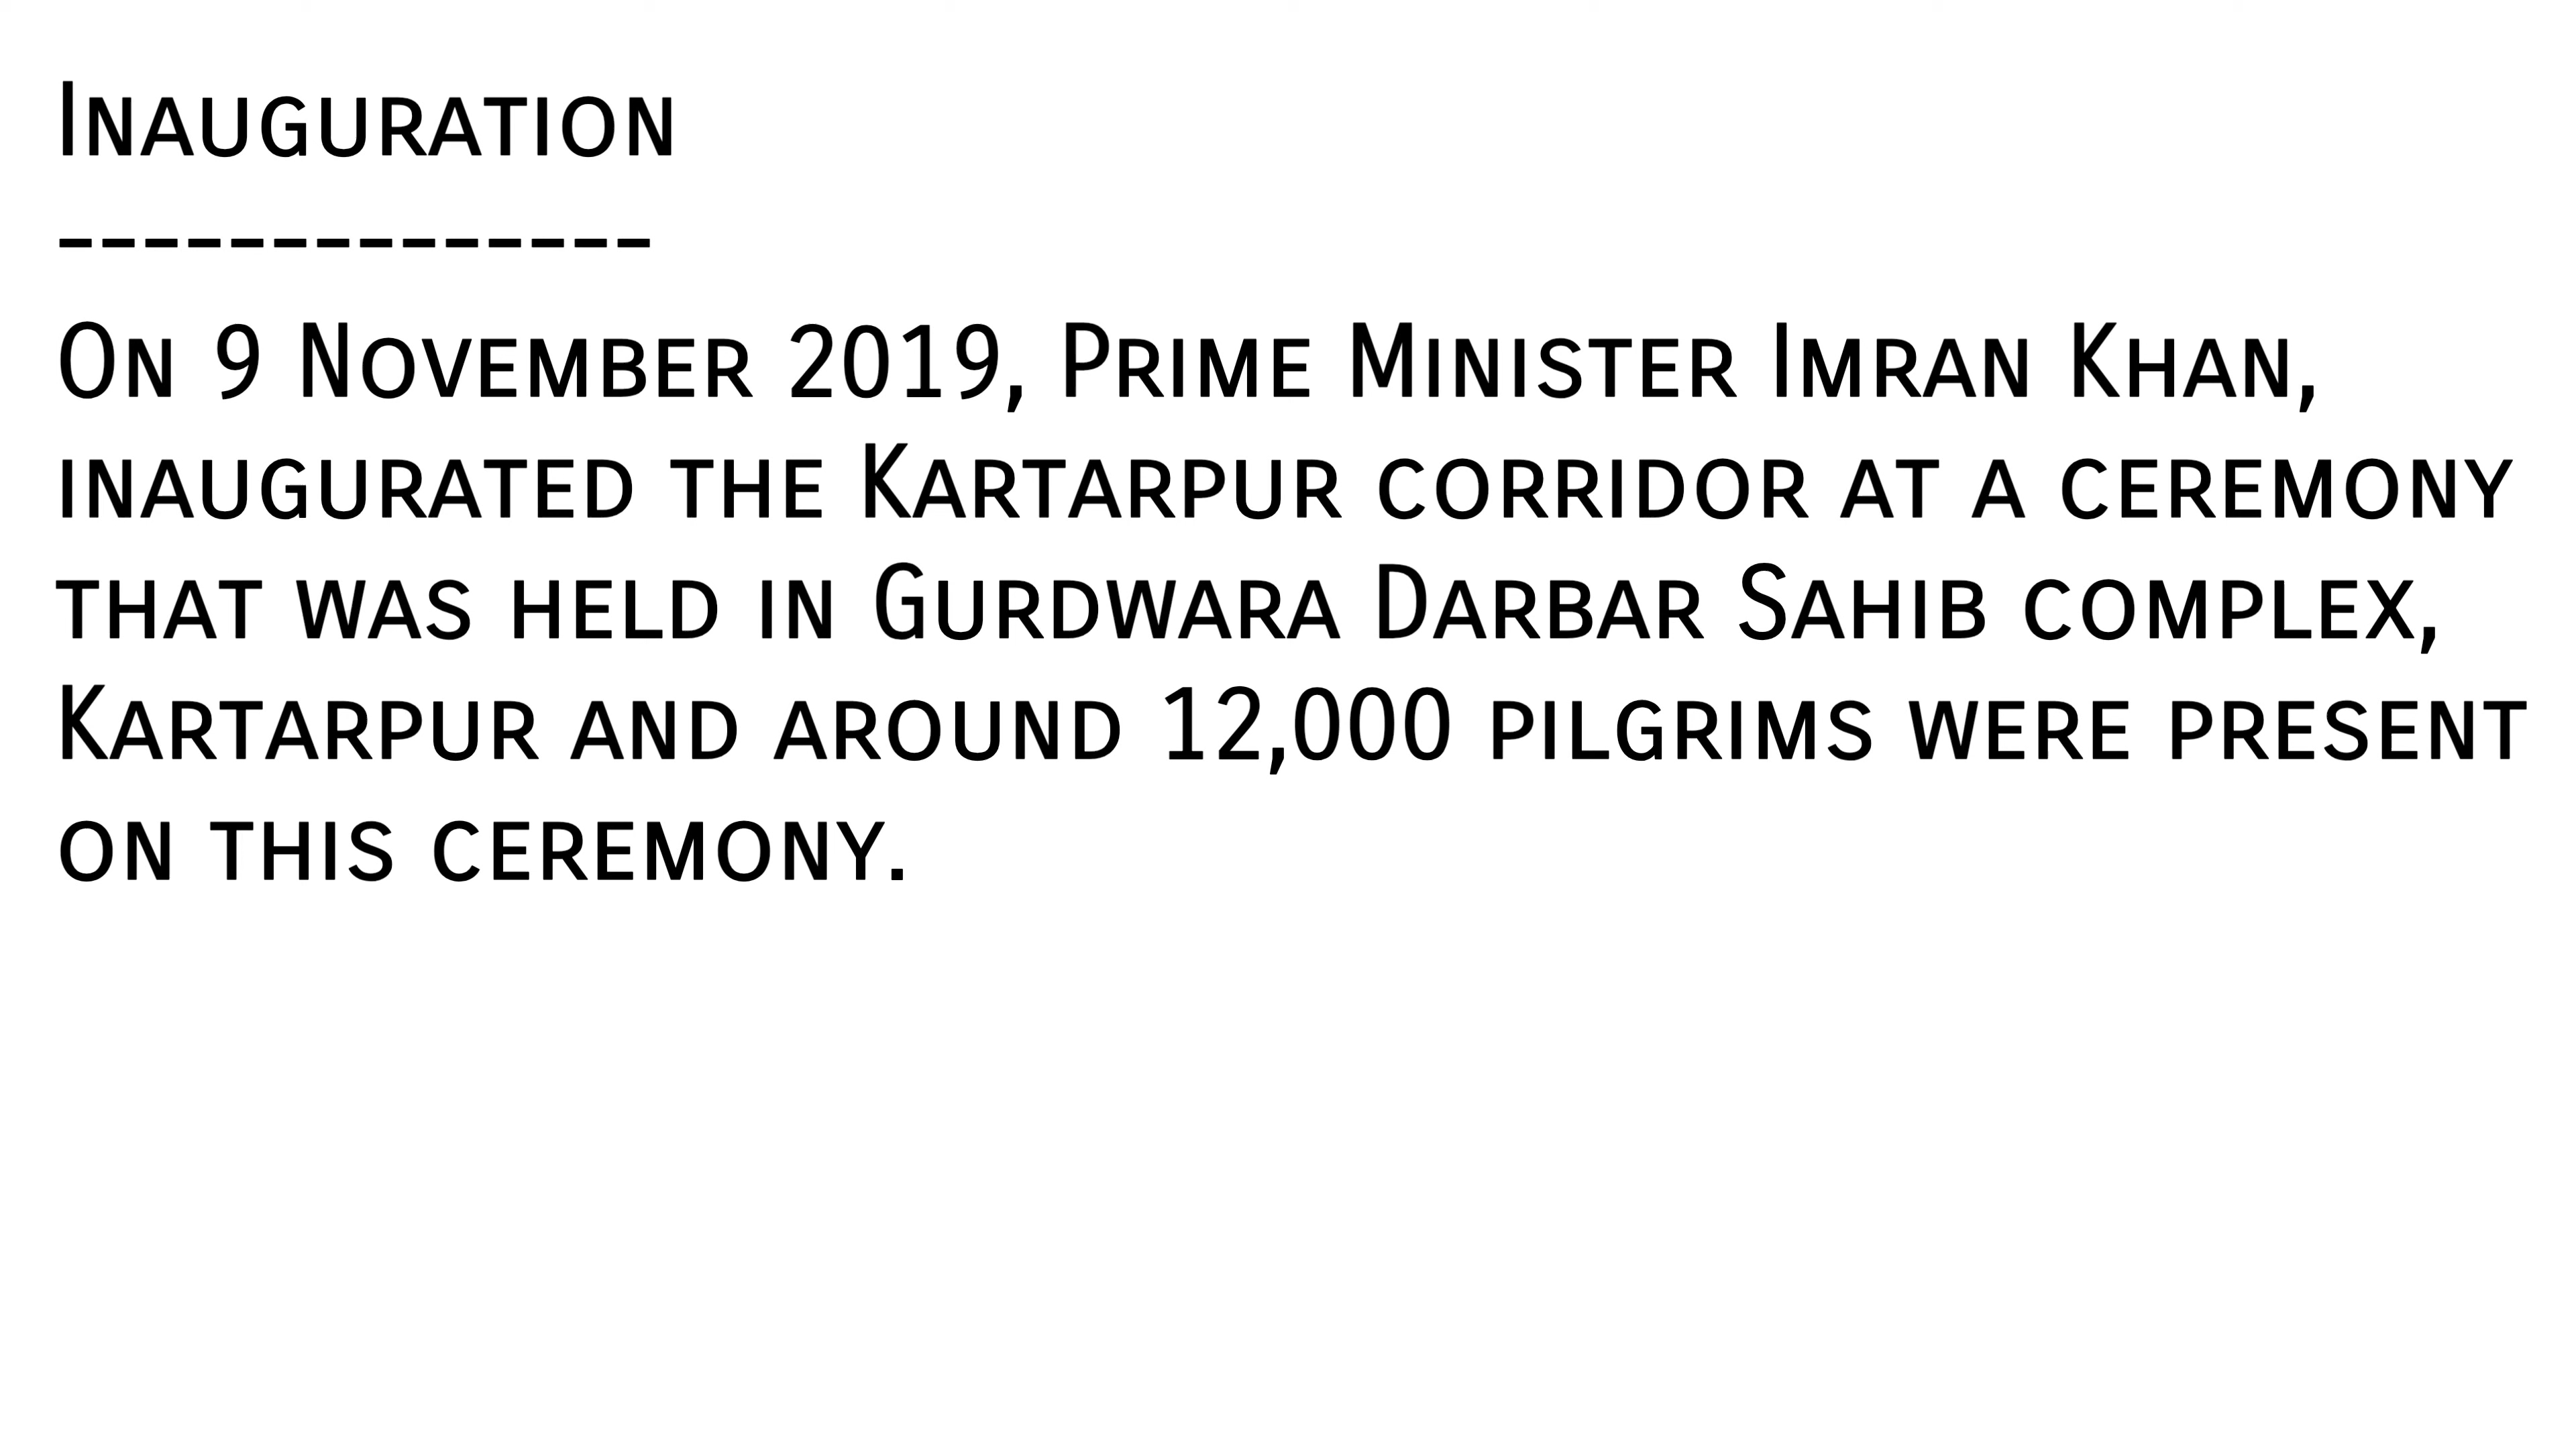 Inauguration
--------------
On 9 November 2019, Prime Minister Imran Khan,
inaugurated the Kartarpur corridor at a ceremony
that was held in Gurdwara Darbar Sahib complex,
Kartarpur and around 12,000 pilgrims were present
on this ceremony.